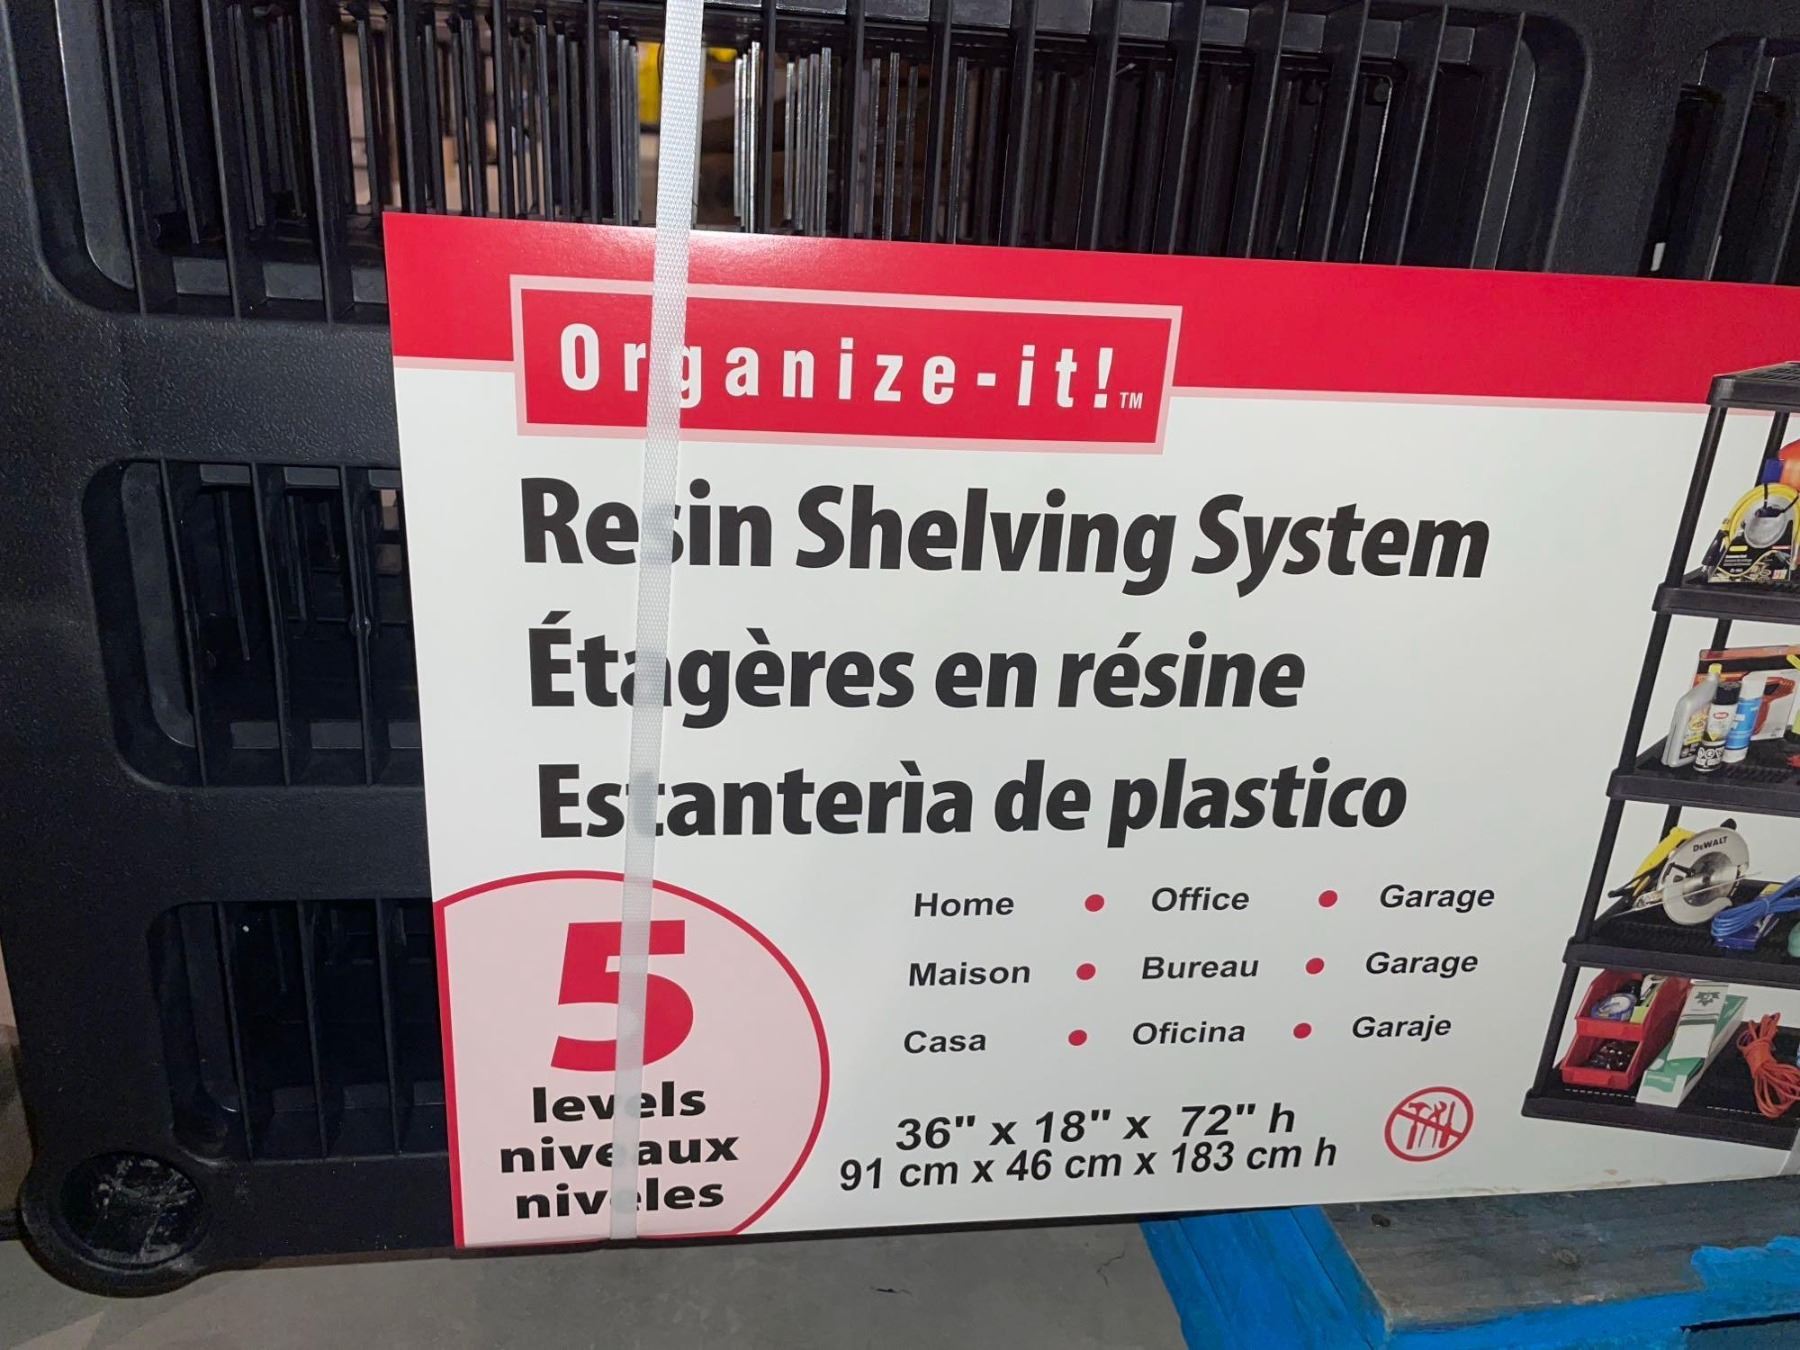 Organize-it!™
Resin Shelving System
Étagères en résine
Estanterìa de plastico
Home • Office • Garage
Maison • Bureau • Garage
Casa • Oficina • Garaje
5
levels
niveaux
niveles
36" x 18" x 72" h
91 cm x 46 cm x 183 cm h
DEWALT